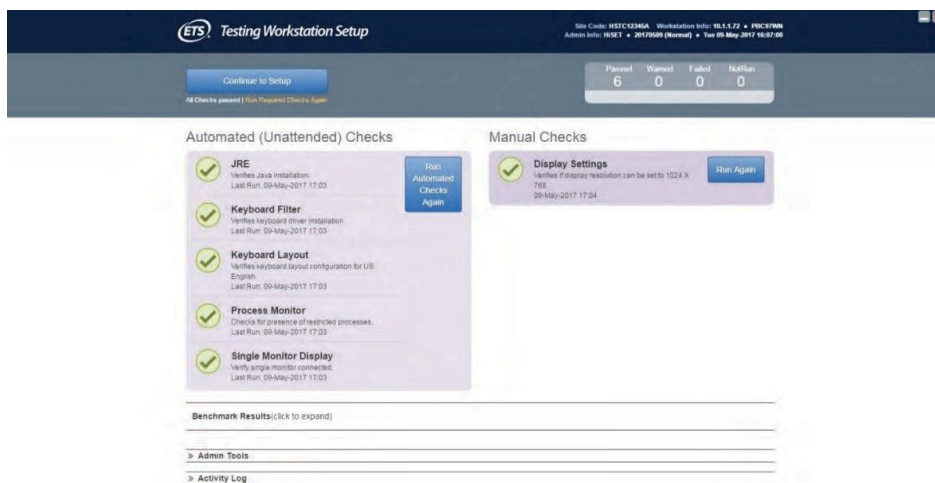 ETS Testing Workstation Setup
Site Code: HSTC12345A Workstation Info: 10.1.1.72 • PBC97WN
Admin Info: HiSET • 20170509 (Normal) • Tue 09-May-2017 16:07:00
Continue to Setup
All Checks passed | Run Required Checks Again
Passed Warned Failed NotRun
6 0 0 0
Automated (Unattended) Checks
JRE
Verifies Java installation.
Last Run: 09-May-2017 17:03
Keyboard Filter
Verifies keyboard driver installation.
Last Run: 09-May-2017 17:03
Keyboard Layout
Verifies keyboard layout configuration for US
English.
Last Run: 09-May-2017 17:03
Process Monitor
Checks for presence of restricted processes.
Last Run: 09-May-2017 17:03
Single Monitor Display
Verify single monitor connected.
Last Run: 09-May-2017 17:03
Run
Automated
Checks
Again
Manual Checks
Display Settings
Verifies if display resolution can be set to 1024 X
768.
09-May-2017 17:04
Run Again
Benchmark Results(click to expand)
» Admin Tools
» Activity Log